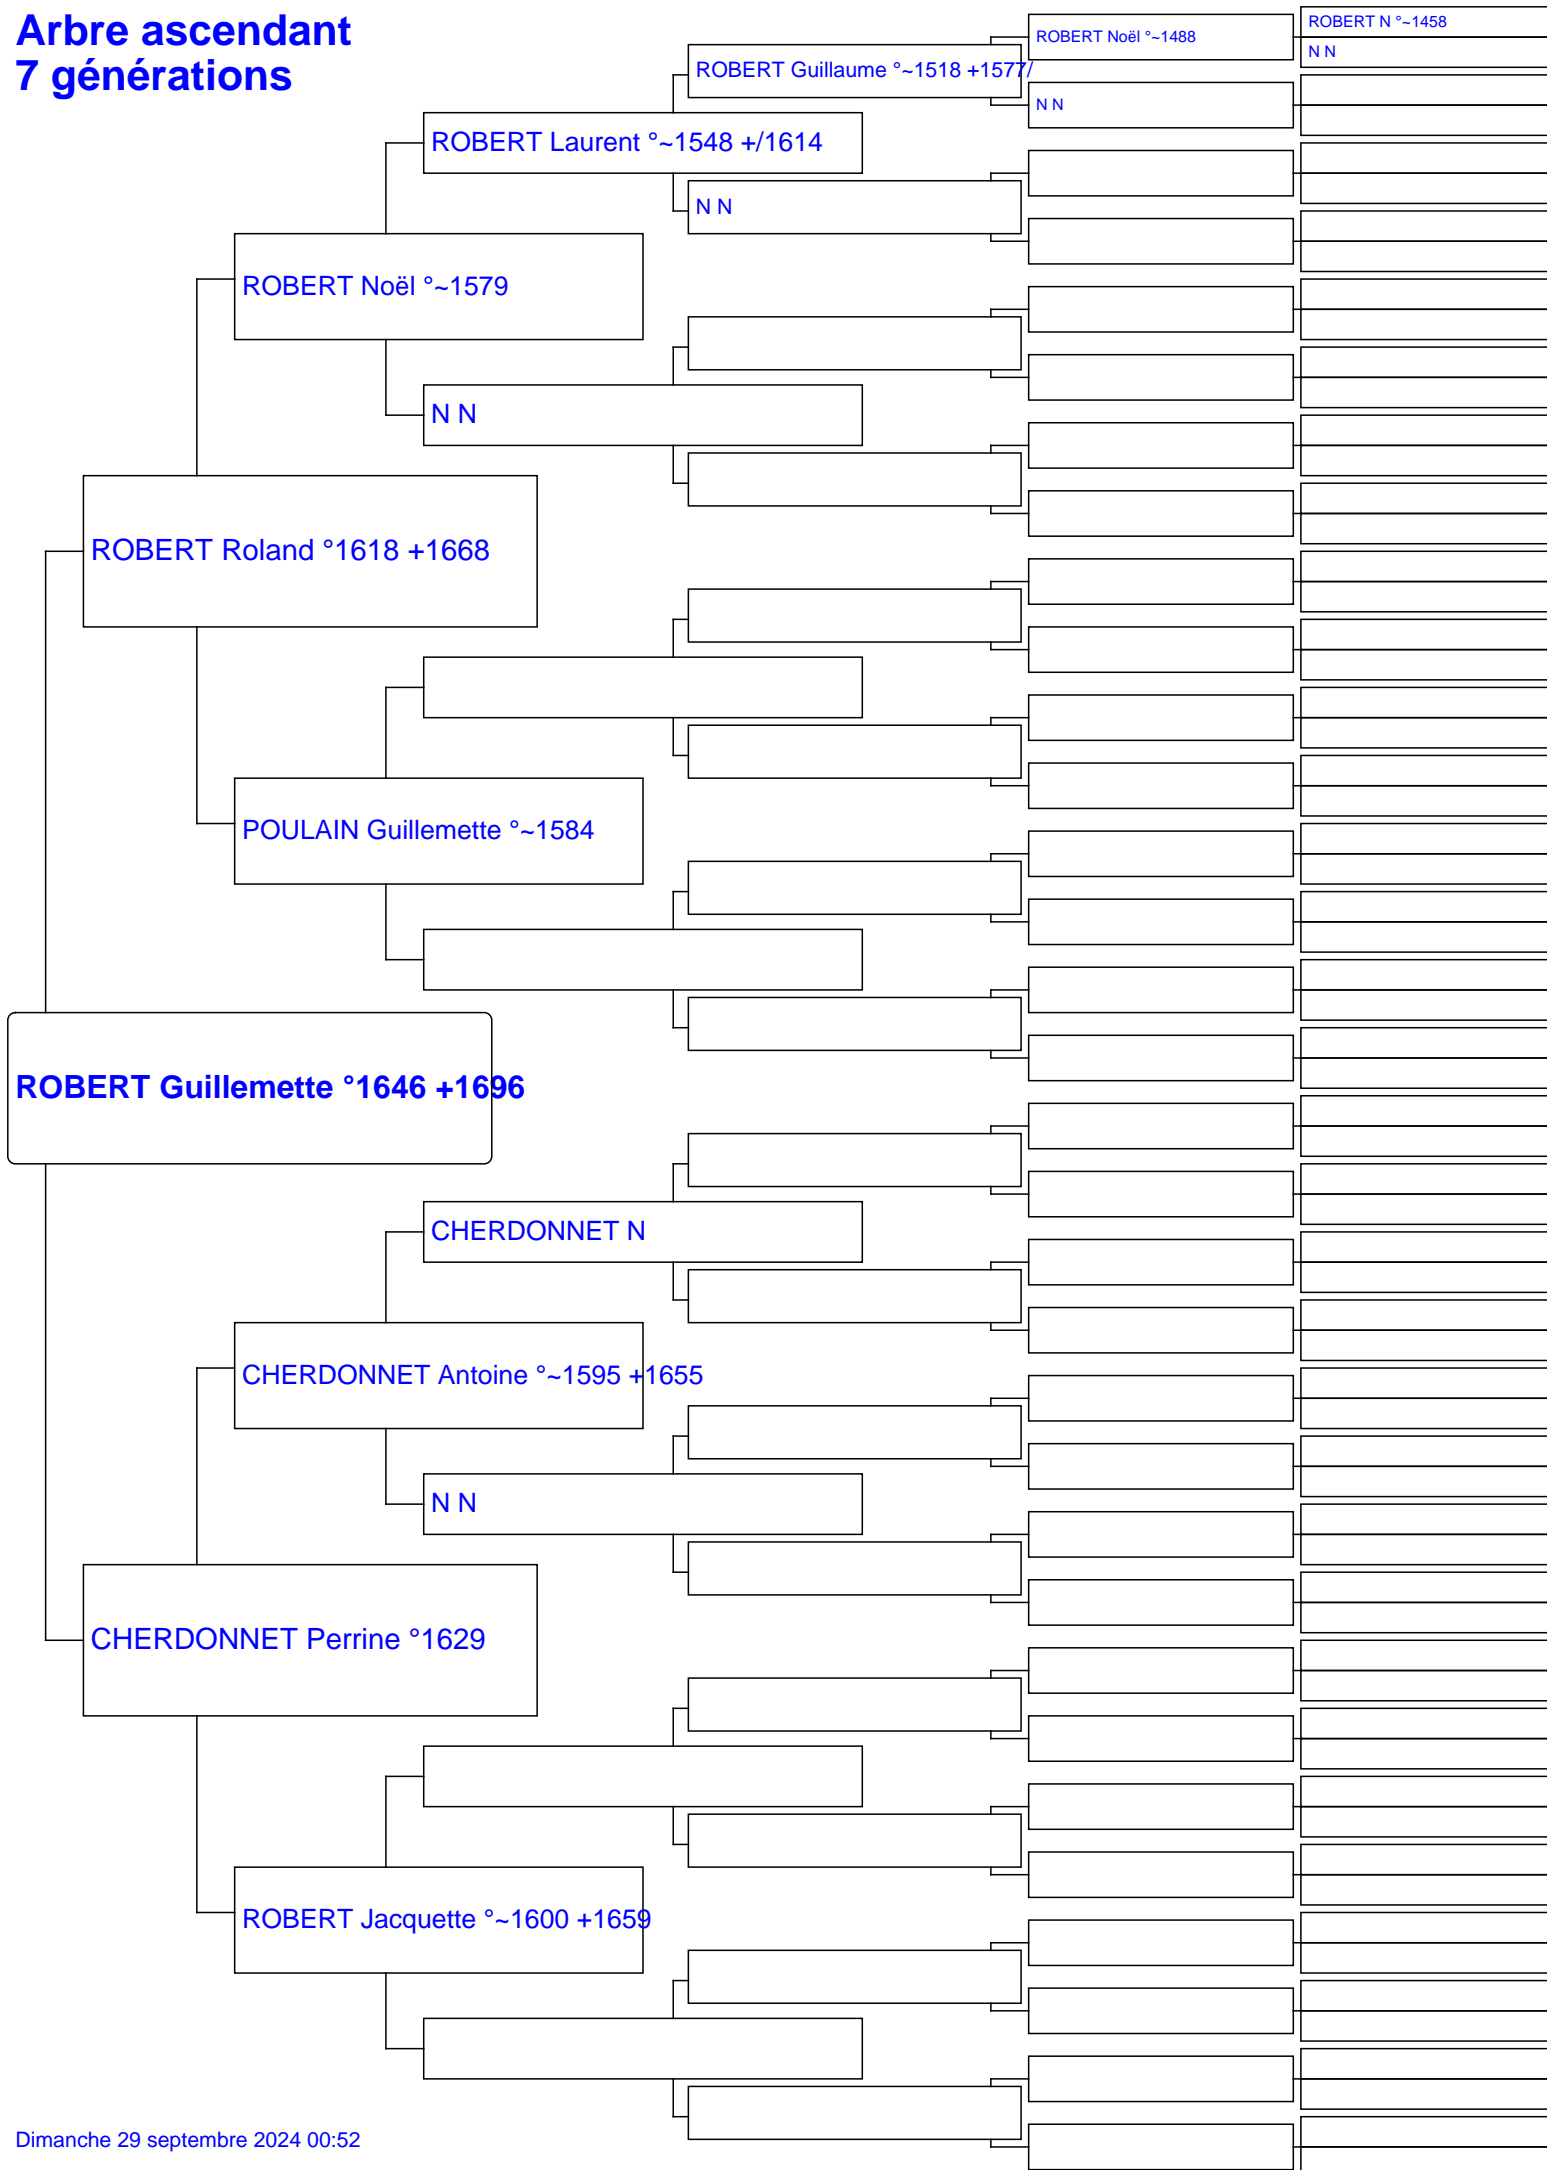 Arbre ascendant
7 générations
ROBERT N °~1458
N N
ROBERT Noël °~1488
ROBERT Guillaume °~1518 +1577/
N N
ROBERT Laurent °~1548 +/1614
N N
ROBERT Noël °~1579
N N
ROBERT Roland °1618 +1668
POULAIN Guillemette °~1584
ROBERT Guillemette °1646 +1696
CHERDONNET N
CHERDONNET Antoine °~1595 +1655
N N
CHERDONNET Perrine °1629
ROBERT Jacquette °~1600 +1659
Dimanche 29 septembre 2024 00:52